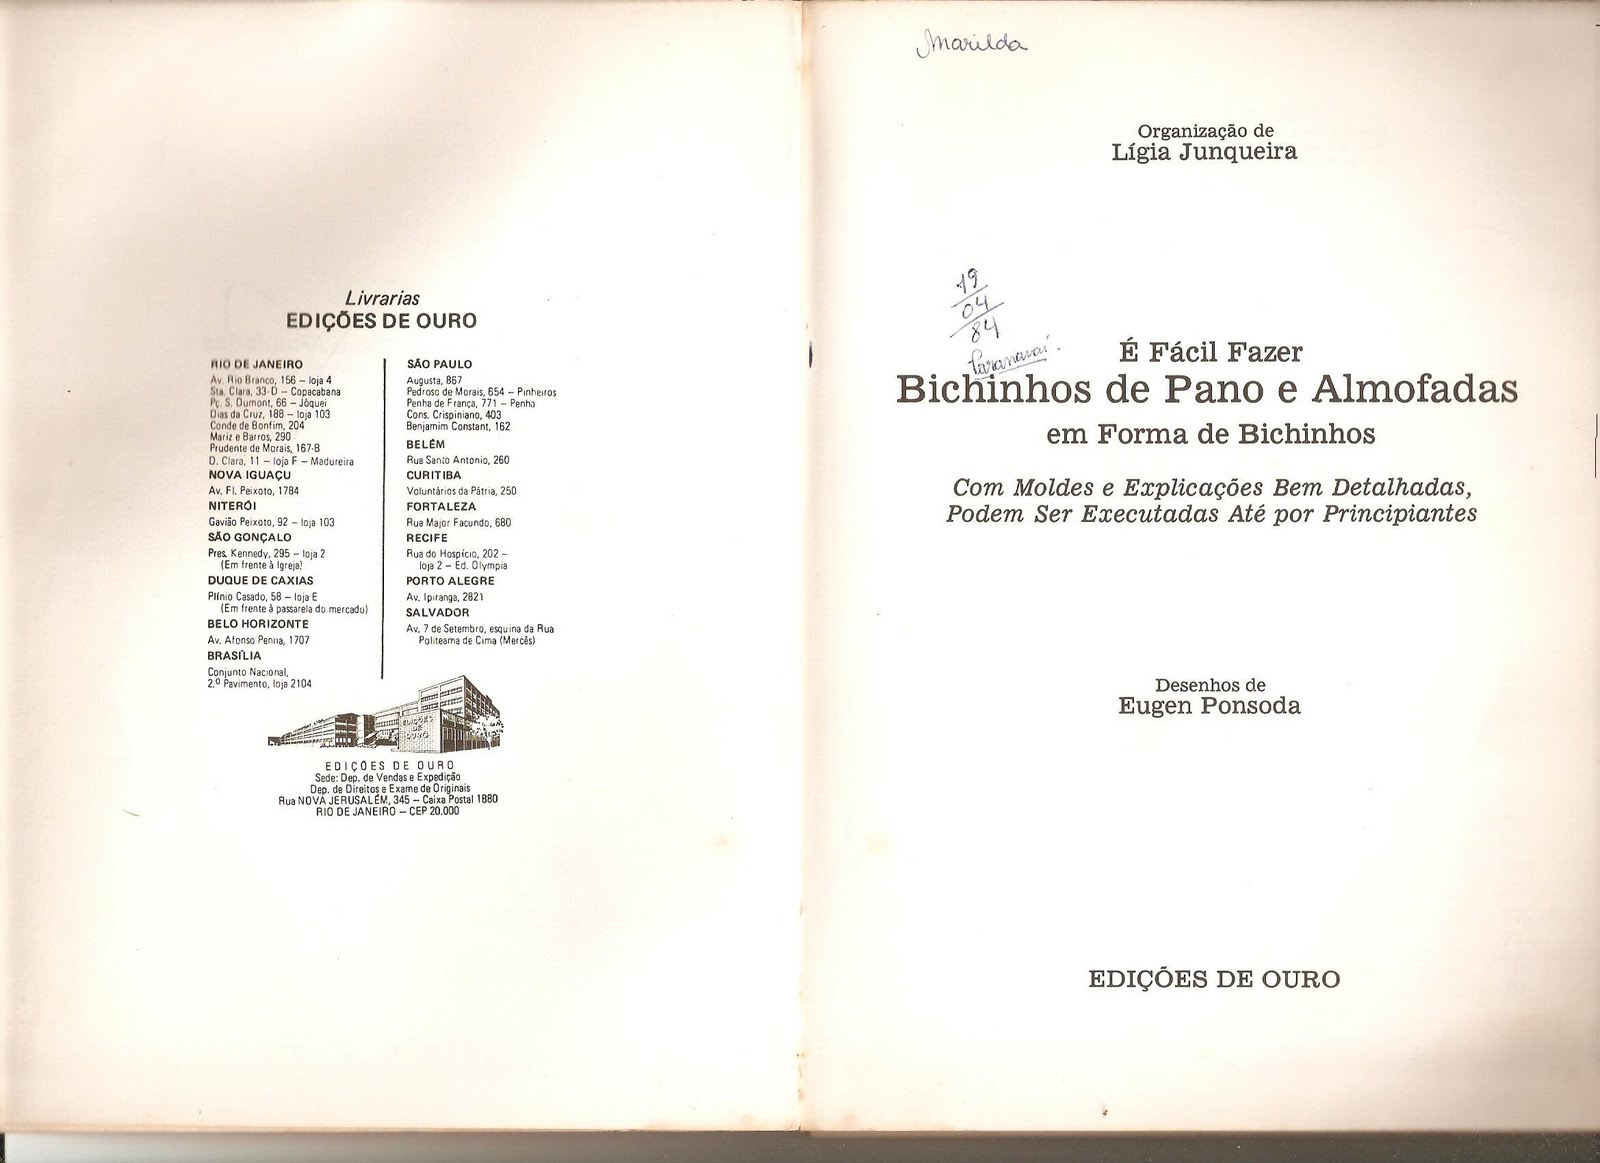 Livrarias
EDIÇÕES DE OURO
RIO DE JANEIRO
Av. Rio Branco, 156 – loja 4
Sta. Clara, 33-D – Copacabana
Pç. S. Dumont, 66 – Jóquei
Dias da Cruz, 188 – loja 103
Conde de Bonfim, 204
Mariz e Barros, 290
Prudente de Morais, 167-B
D. Clara, 11 – loja F – Madureira
NOVA IGUAÇU
Av. Fl. Peixoto, 1784
NITERÓI
Gavião Peixoto, 92 – loja 103
SÃO GONÇALO
Pres. Kennedy, 295 – loja 2
(Em frente à Igreja)
DUQUE DE CAXIAS
Plínio Casado, 58 – loja E
(Em frente à passarela do mercado)
BELO HORIZONTE
Av. Afonso Penna, 1707
BRASÍLIA
Conjunto Nacional,
2.º Pavimento, loja 2104
SÃO PAULO
Augusta, 867
Pedroso de Morais, 654 – Pinheiros
Penha de França, 771 – Penha
Cons. Crispiniano, 403
Benjamim Constant, 162
BELÉM
Rua Santo Antonio, 260
CURITIBA
Voluntários da Pátria, 250
FORTALEZA
Rua Major Facundo, 680
RECIFE
Rua do Hospício, 202 –
loja 2 – Ed. Olympia
PORTO ALEGRE
Av. Ipiranga, 2821
SALVADOR
Av. 7 de Setembro, esquina da Rua
Politeama de Cima (Mercês)
EDIÇÕES
DE
OURO
EDIÇÕES DE OURO
Sede: Dep. de Vendas e Expedição
Dep. de Direitos e Exame de Originais
Rua NOVA JERUSALÉM, 345 – Caixa Postal 1880
RIO DE JANEIRO – CEP 20.000
Marilda
Organização de
Lígia Junqueira
19
04
84
Paranavaí.
É Fácil Fazer
Bichinhos de Pano e Almofadas
em Forma de Bichinhos
Com Moldes e Explicações Bem Detalhadas,
Podem Ser Executadas Até por Principiantes
Desenhos de
Eugen Ponsoda
EDIÇÕES DE OURO